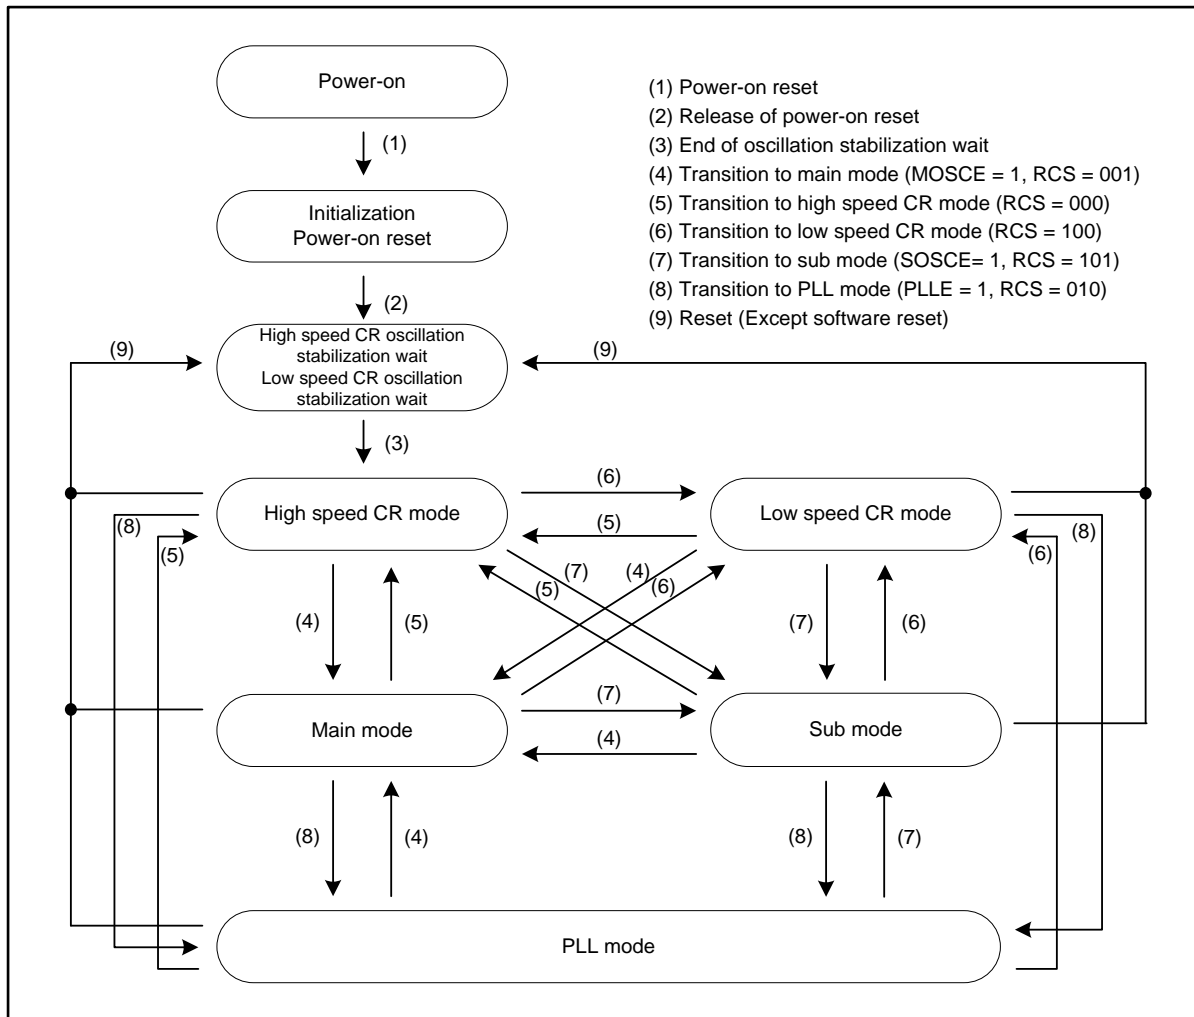 Power-on
(1) Power-on reset
(2) Release of power-on reset
(3) End of oscillation stabilization wait
(4) Transition to main mode (MOSCE = 1, RCS = 001)
(5) Transition to high speed CR mode (RCS = 000)
(6) Transition to low speed CR mode (RCS = 100)
(7) Transition to sub mode (SOSCE= 1, RCS = 101)
(8) Transition to PLL mode (PLLE = 1, RCS = 010)
(9) Reset (Except software reset)
(1)
Initialization
Power-on reset
(2)
High speed CR oscillation
stabilization wait
Low speed CR oscillation
stabilization wait
(9)
(9)
(3)
High speed CR mode
(6)
(5)
Low speed CR mode
(8)
(5)
(8)
(6)
(4)
(5)
(7)
(5)
(4)
(6)
(7)
(6)
Main mode
(7)
(4)
Sub mode
(8)
(4)
(8)
(7)
PLL mode